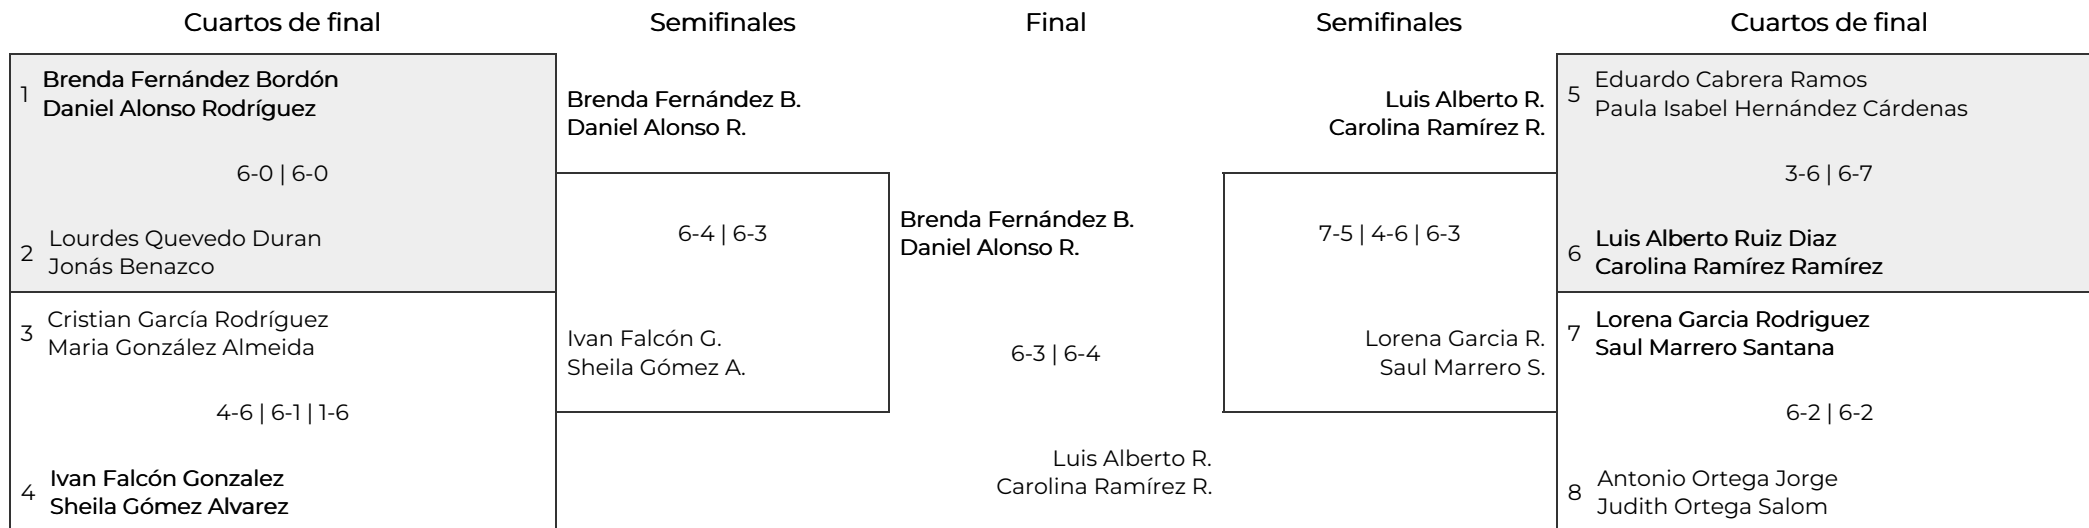 Cuartos de final
Semifinales
Final
Semifinales
Cuartos de final
1
Brenda Fernández Bordón
Daniel Alonso Rodríguez
6-0 | 6-0
2
Lourdes Quevedo Duran
Jonás Benazco
3
Cristian García Rodríguez
Maria González Almeida
4-6 | 6-1 | 1-6
4
Ivan Falcón Gonzalez
Sheila Gómez Alvarez
Brenda Fernández B.
Daniel Alonso R.
6-4 | 6-3
Ivan Falcón G.
Sheila Gómez A.
Brenda Fernández B.
Daniel Alonso R.
6-3 | 6-4
Luis Alberto R.
Carolina Ramírez R.
Luis Alberto R.
Carolina Ramírez R.
7-5 | 4-6 | 6-3
Lorena Garcia R.
Saul Marrero S.
5
Eduardo Cabrera Ramos
Paula Isabel Hernández Cárdenas
3-6 | 6-7
6
Luis Alberto Ruiz Diaz
Carolina Ramírez Ramírez
7
Lorena Garcia Rodriguez
Saul Marrero Santana
6-2 | 6-2
8
Antonio Ortega Jorge
Judith Ortega Salom